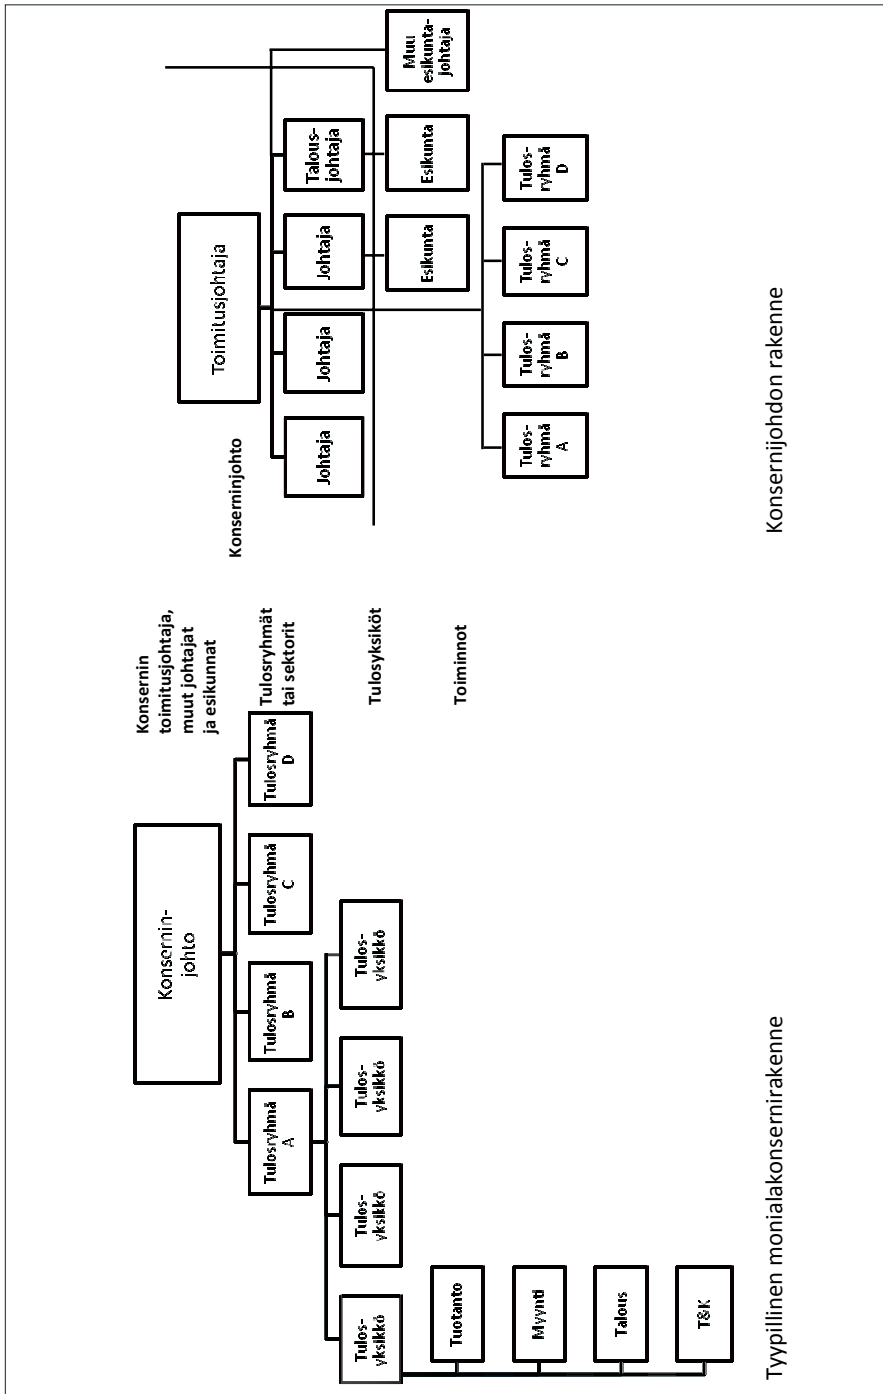 Konsernin-
johto
Konsernin
toimitusjohtaja,
muut johtajat
ja esikunnat
Tulosryhmä
A
Tulosryhmä
B
Tulosryhmä
C
Tulosryhmä
D
Tulosryhmät
tai sektorit
Tulos-
yksikkö
Tulos-
yksikkö
Tulos-
yksikkö
Tulos-
yksikkö
Tulosyksiköt
Tuotanto
Myynti
Talous
T&K
Toiminnot
Tyypillinen monialakonsernirakenne
Toimitusjohtaja
Konserninjohto
Johtaja
Johtaja
Johtaja
Talous-
johtaja
Esikunta
Esikunta
Muu
esikunta-
johtaja
Tulos-
ryhmä
A
Tulos-
ryhmä
B
Tulos-
ryhmä
C
Tulos-
ryhmä
D
Konsernijohdon rakenne